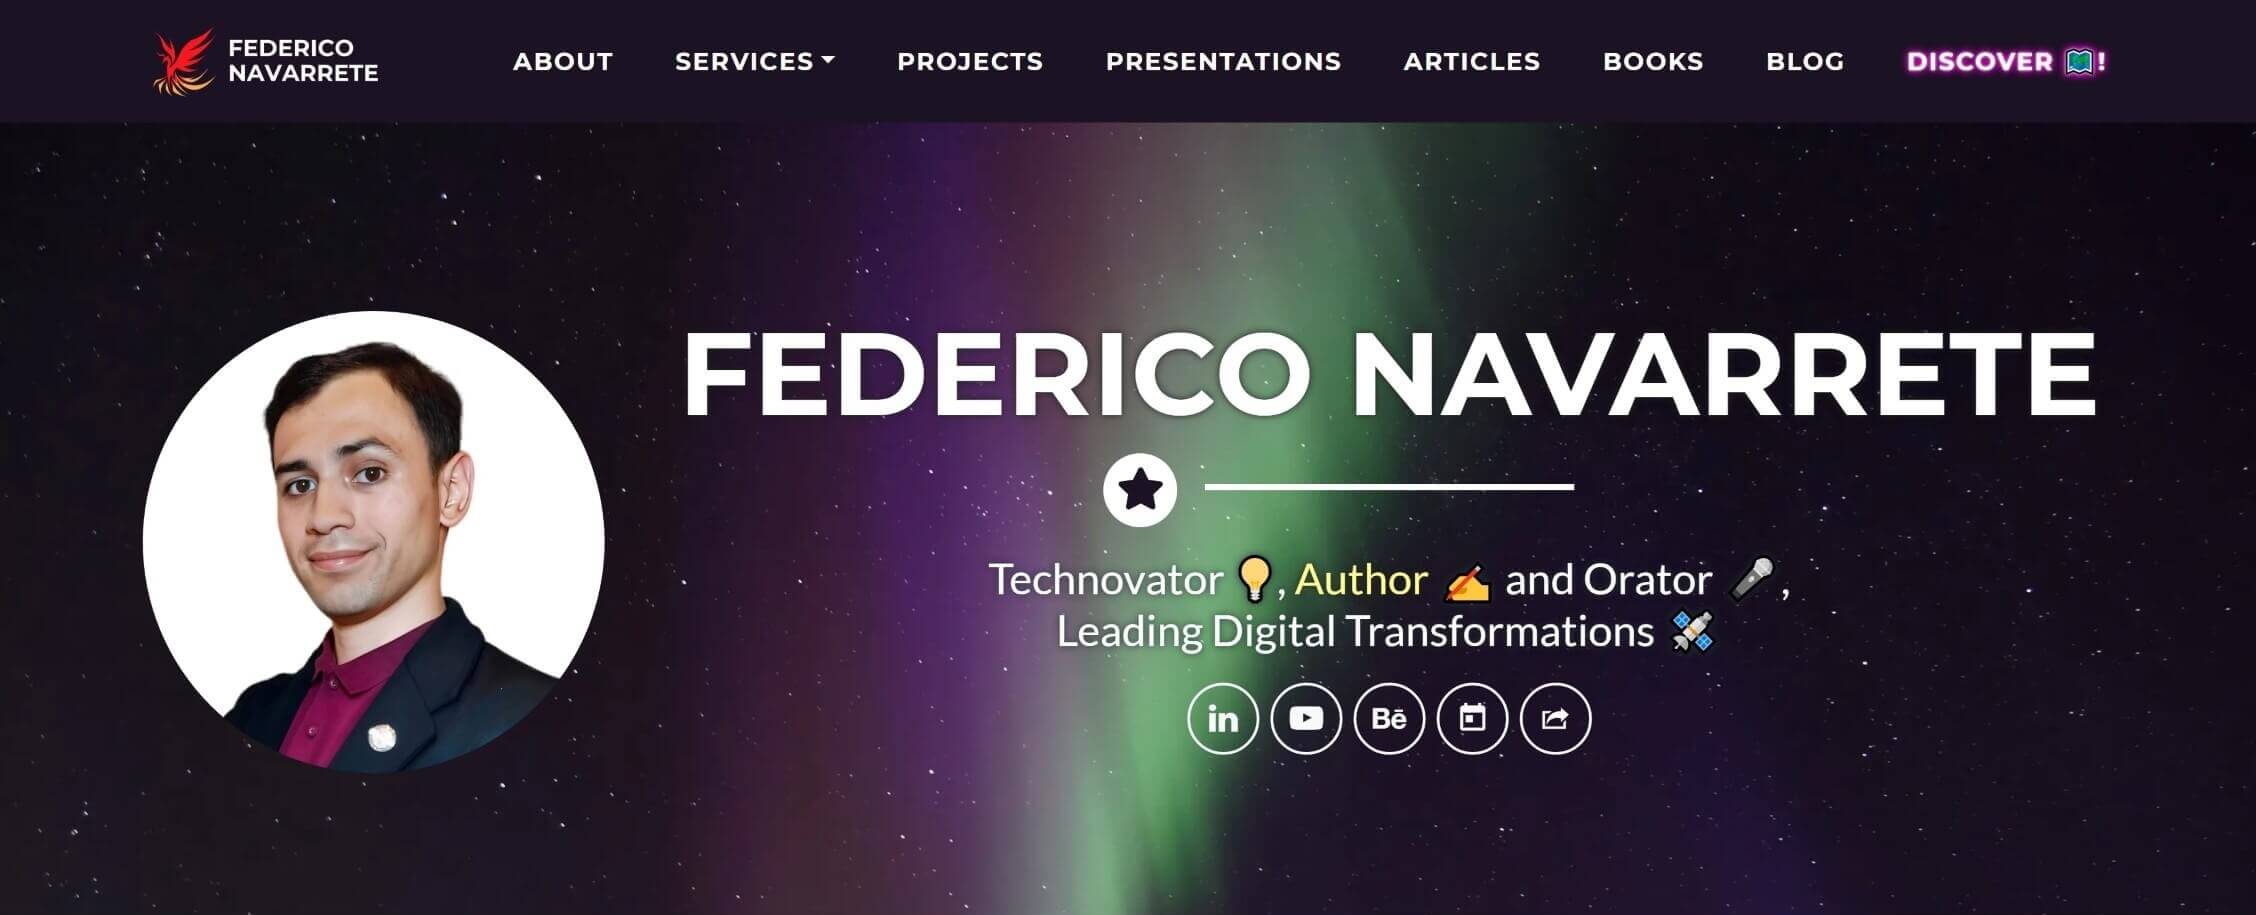 FEDERICO
NAVARRETE
ABOUT
SERVICES
PROJECTS
PRESENTATIONS
ARTICLES
BOOKS
BLOG
DISCOVER 🗺️!
FEDERICO NAVARRETE
Technovator 💡, Author ✍️ and Orator 🎤,
Leading Digital Transformations 🛰️
in
Bē